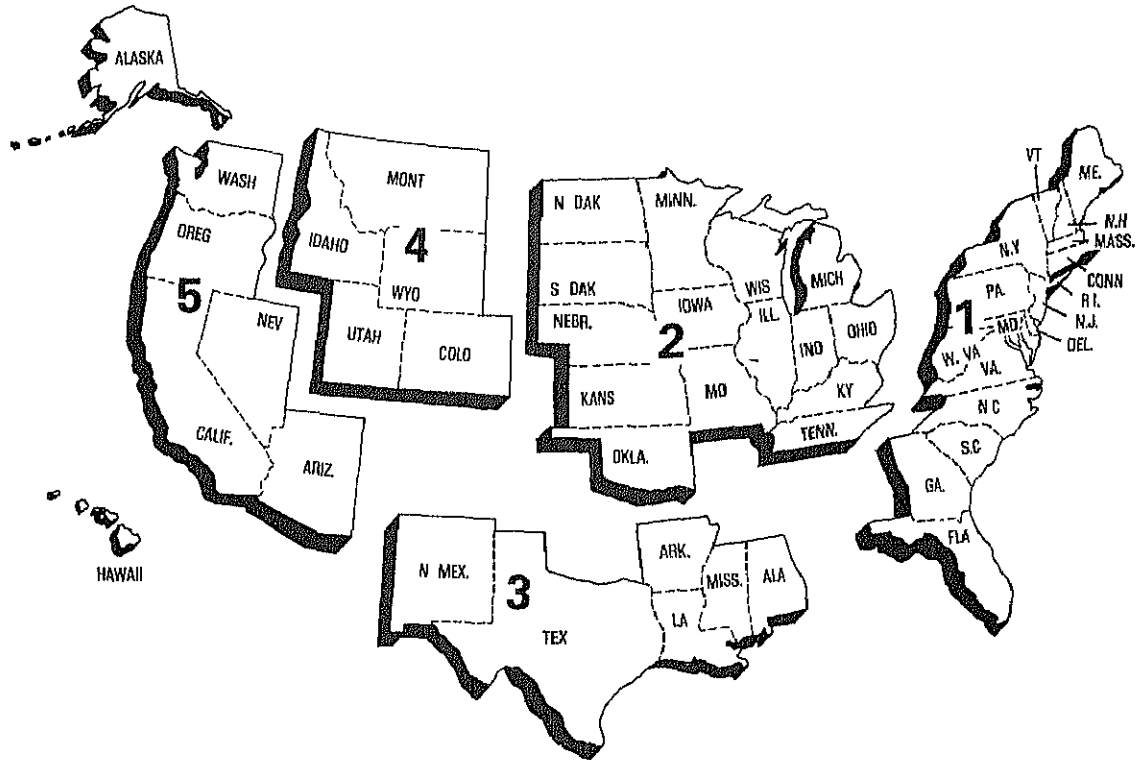 ALASKA
WASH
OREG
5
NEV
CALIF.
ARIZ.
HAWAII
MONT
IDAHO
4
WYO
UTAH
COLO
N DAK
MINN.
S DAK
WIS
MICH
NEBR.
IOWA
2
ILL.
IND
OHIO
KANS
MO
KY
OKLA.
TENN.
N MEX.
3
TEX
ARK.
LA
MISS.
ALA
VT
ME.
N.H
MASS.
N.Y
CONN
R I.
PA.
1
N.J.
MD.
DEL.
W. VA
VA.
N C
S.C
GA.
FLA